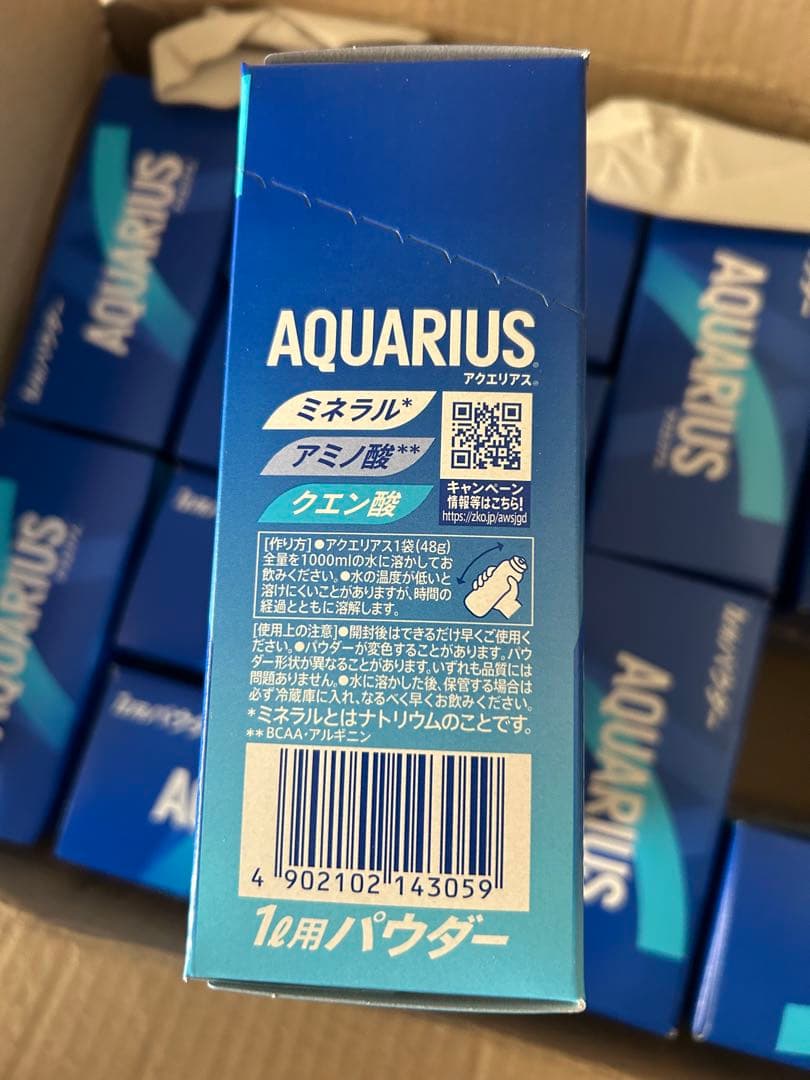 AQUARIUS
アクエリアス
ミネラル*
アミノ酸**
クエン酸
キャンペーン
情報等はこちら!
https://zko.jp/awsjgd
[作り方]●アクエリアス1袋(48g)
全量を1000mlの水に溶かしてお
飲みください。●水の温度が低いと
溶けにくいことがありますが、時間の
経過とともに溶解します。
[使用上の注意]●開封後はできるだけ早くご使用く
ださい。●パウダーが変色することがあります。パウ
ダー形状が異なることがあります。いずれも品質には
問題ありません。●水に溶かした後、保管する場合は
必ず冷蔵庫に入れ、なるべく早くお飲みください。
*ミネラルとはナトリウムのことです。
**BCAA・アルギニン
4 902102 143059
1ℓ用パウダー
AQUARIUS
AQUARIUS
AQUARIUS
AQUARIUS
1ℓ用パウダー